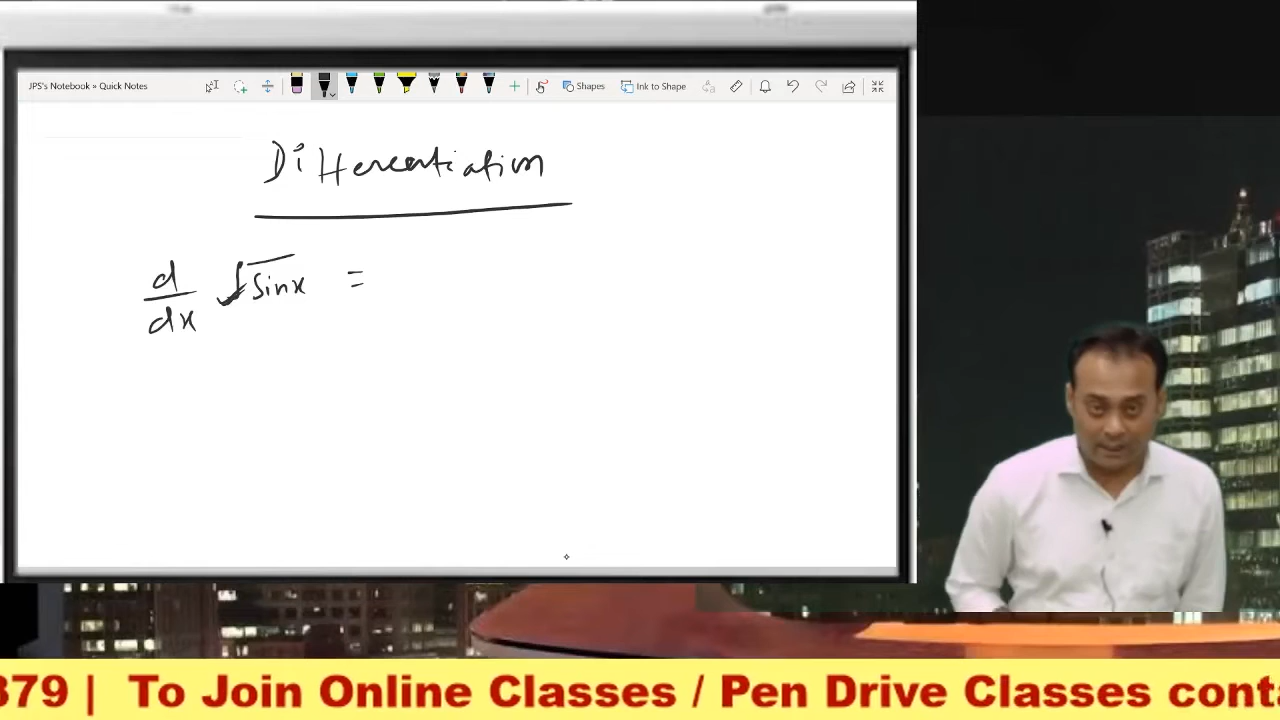 JPS's Notebook » Quick Notes
Shapes
Ink to Shape
Differentiation
d/dx √sinx =
379 | To Join Online Classes / Pen Drive Classes conta